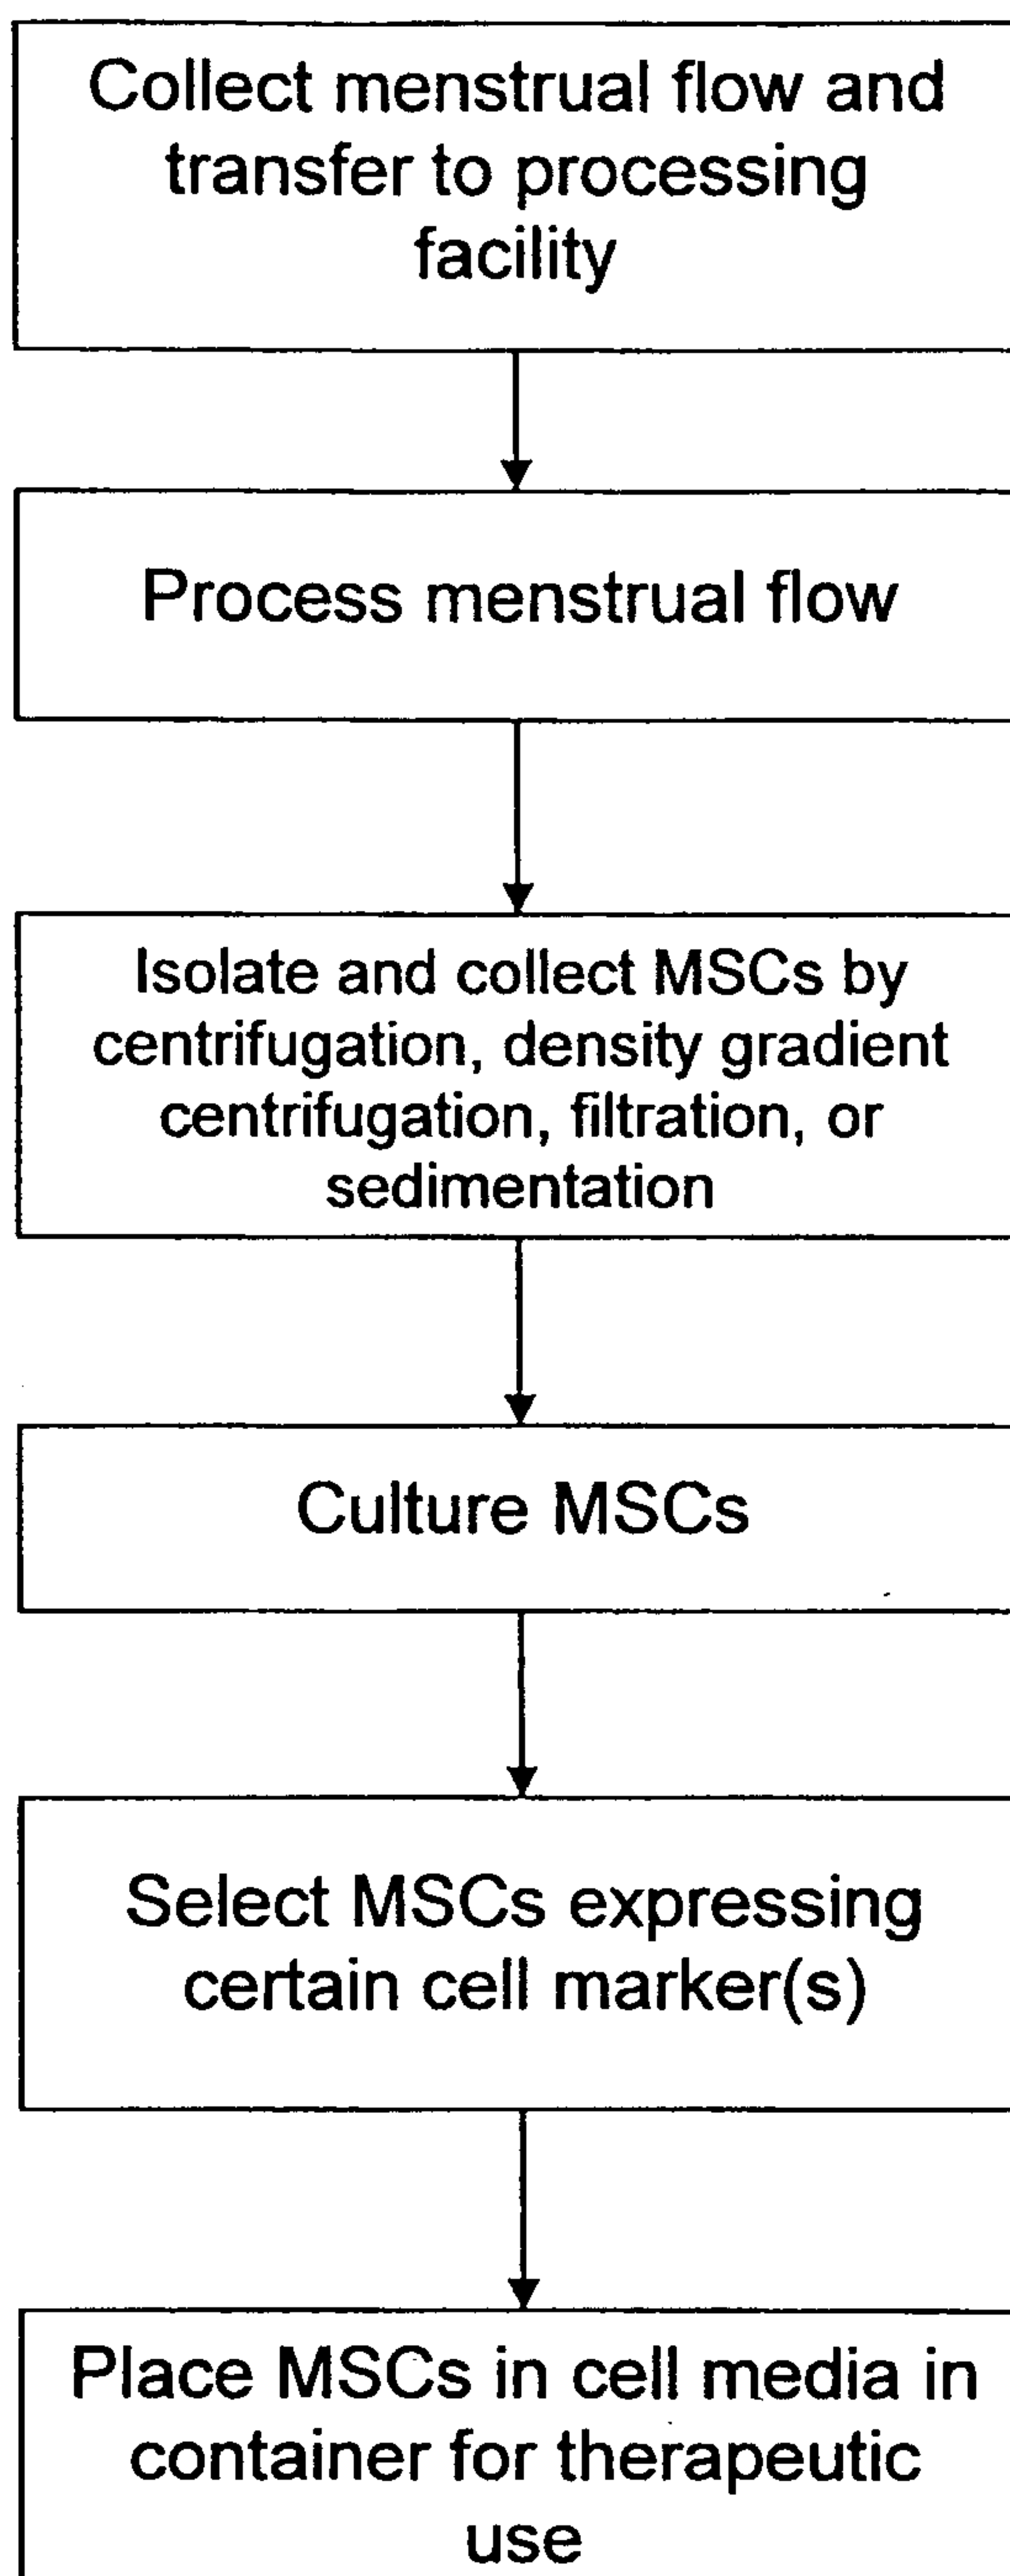 Collect menstrual flow and
transfer to processing
facility
Process menstrual flow
Isolate and collect MSCs by
centrifugation, density gradient
centrifugation, filtration, or
sedimentation
Culture MSCs
Select MSCs expressing
certain cell marker(s)
Place MSCs in cell media in
container for therapeutic
use